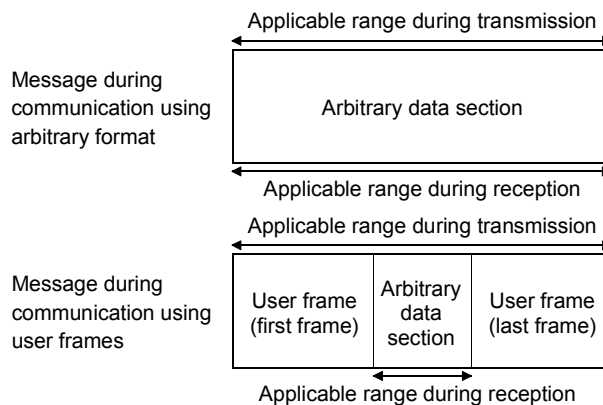 Applicable range during transmission
Message during
communication using
arbitrary format
Arbitrary data section
Applicable range during reception
Applicable range during transmission
Message during
communication using
user frames
User frame
(first frame)
Arbitrary
data
section
User frame
(last frame)
Applicable range during reception